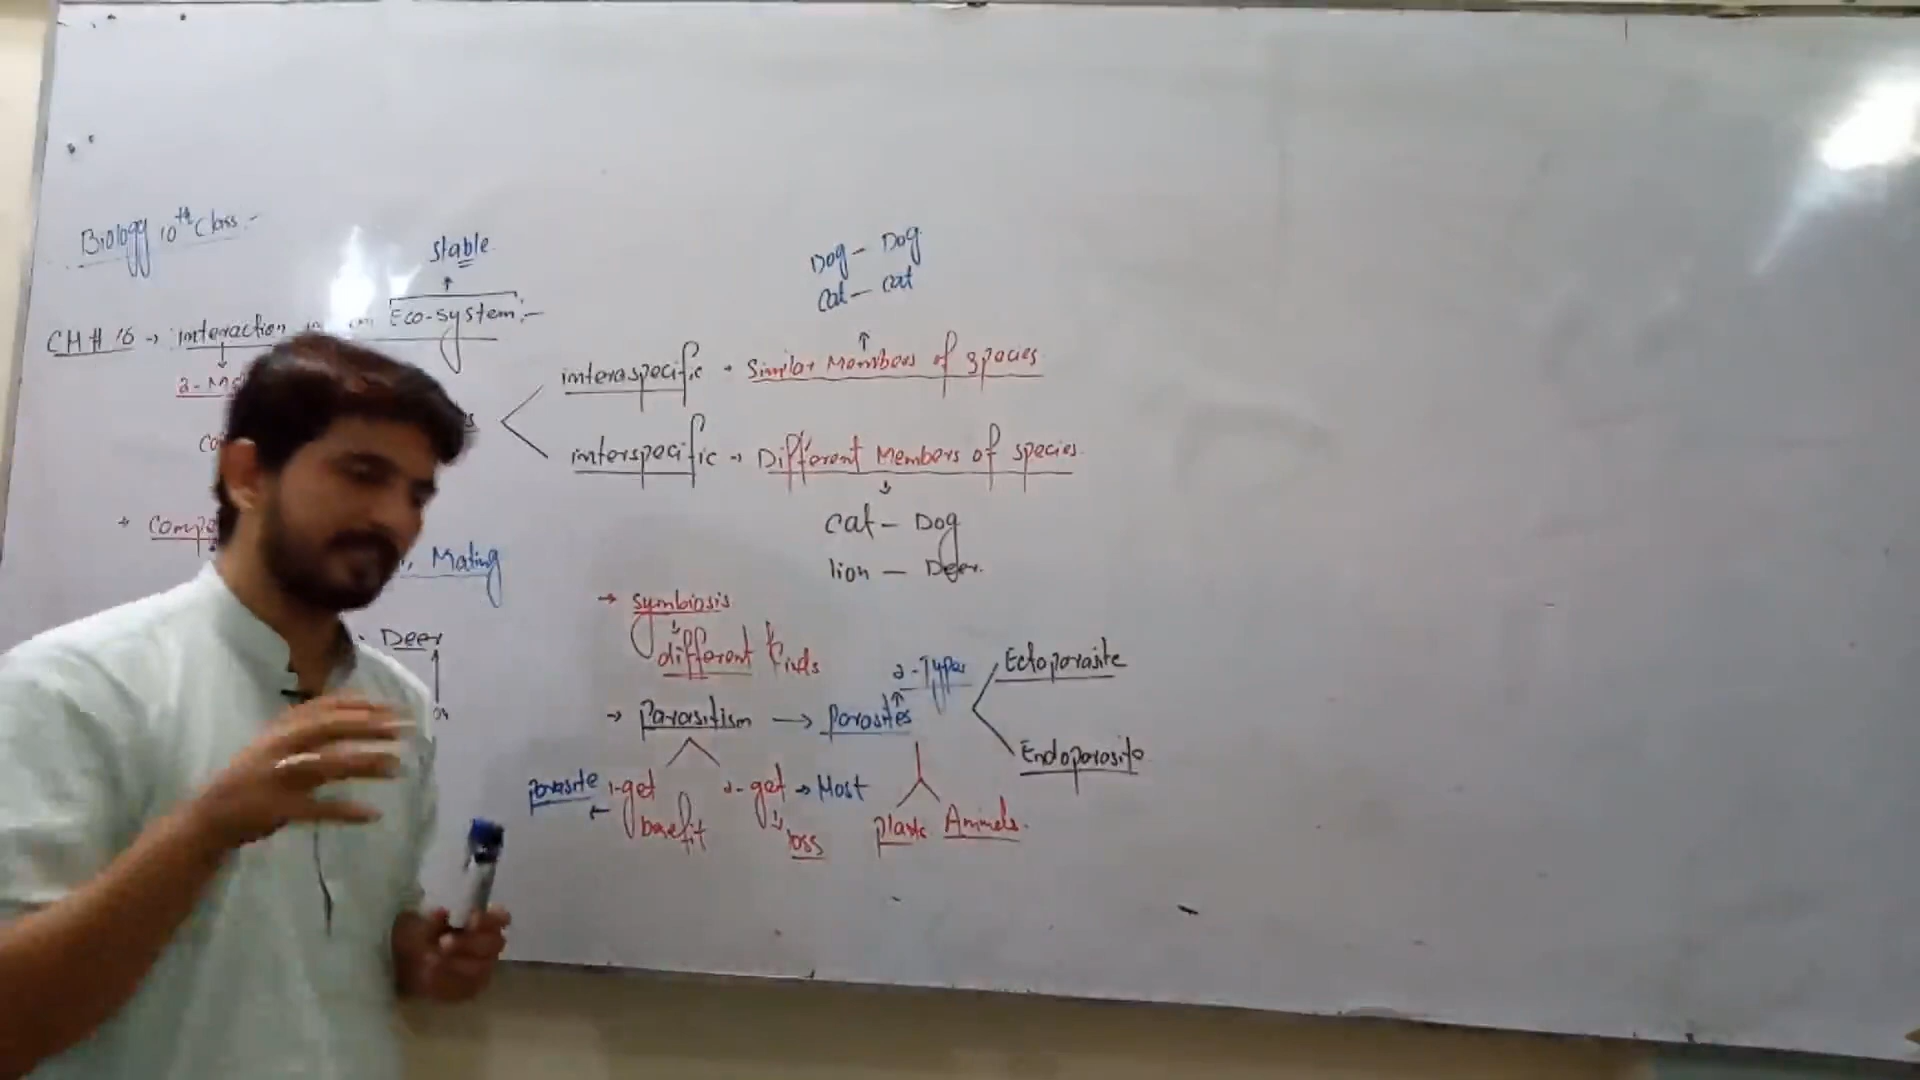 Biology 10th Class:-
stable
CH # 16 → interaction in an Eco-system:-
2-
Dog - Dog
cat - cat
interaspecific → Similar Members of species
interspecific → Different Members of species.
cat - Dog
lion - Deer.
Comp
Mating
Deer
→ symbiosis
different kinds
→ Parasitism → Parasites
2-Types
Ectoparasite
Endoparasite
parasite ← 1-get benefit
2-get → Host
loss
plants Animals.